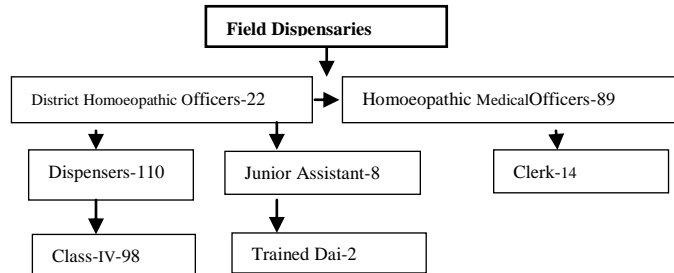 Field Dispensaries
District Homoeopathic Officers-22
Homoeopathic MedicalOfficers-89
Dispensers-110
Junior Assistant-8
Clerk-14
Class-IV-98
Trained Dai-2